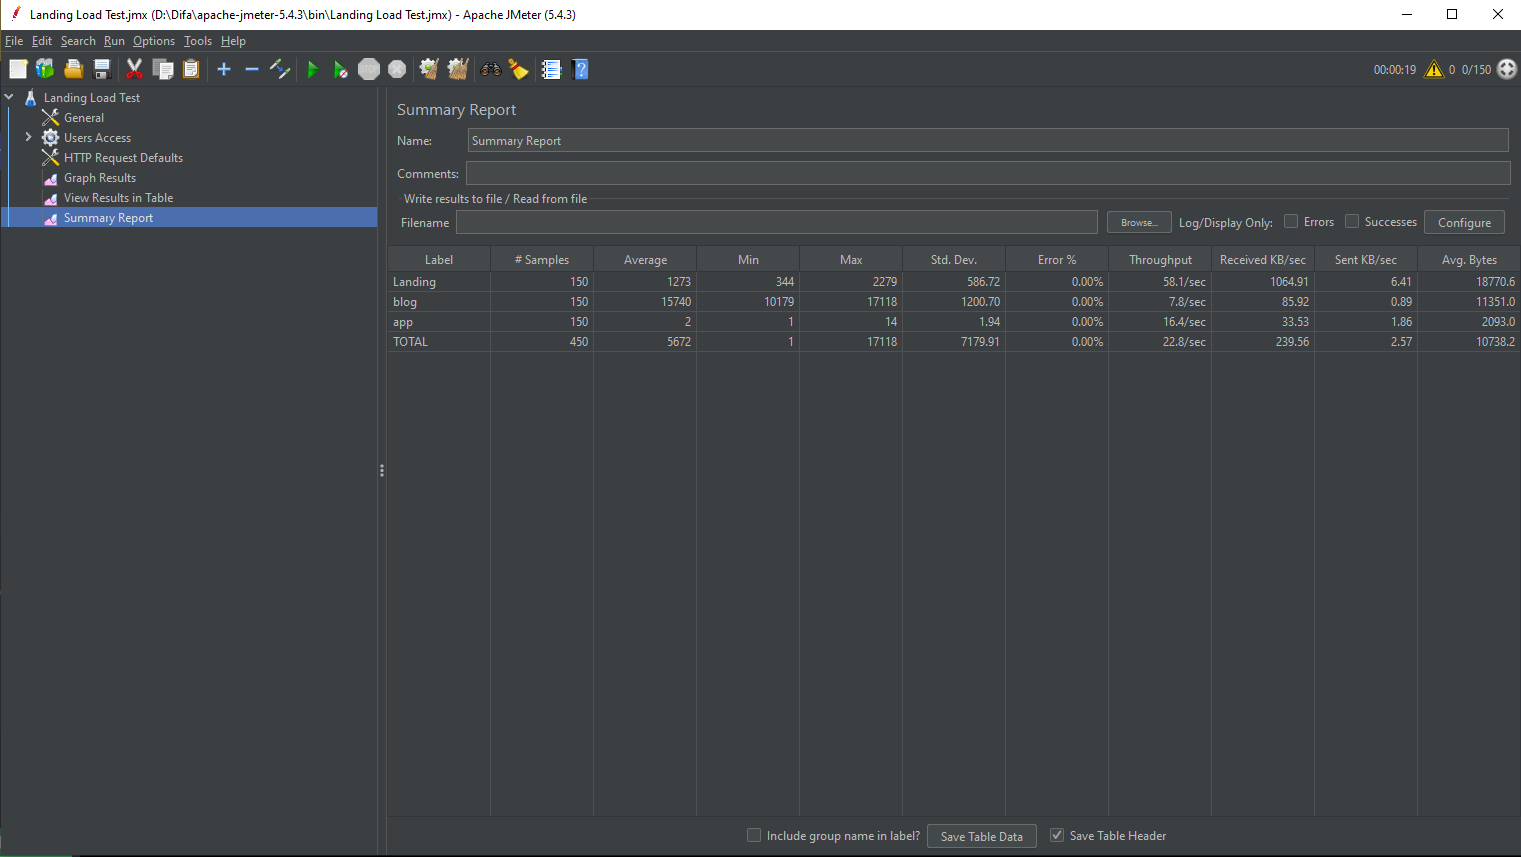 Landing Load Test.jmx (D:\Difa\apache-jmeter-5.4.3\bin\Landing Load Test.jmx) - Apache JMeter (5.4.3)
File Edit Search Run Options Tools Help
STOP 00:00:19 0 0/150
Landing Load Test
General
Users Access
HTTP Request Defaults
Graph Results
View Results in Table
Summary Report
Summary Report
Name: Summary Report
Comments:
Write results to file / Read from file
Filename Browse... Log/Display Only: Errors Successes Configure
Label # Samples Average Min Max Std. Dev. Error % Throughput Received KB/sec Sent KB/sec Avg. Bytes
Landing 150 1273 344 2279 586.72 0.00% 58.1/sec 1064.91 6.41 18770.6
blog 150 15740 10179 17118 1200.70 0.00% 7.8/sec 85.92 0.89 11351.0
app 150 2 1 14 1.94 0.00% 16.4/sec 33.53 1.86 2093.0
TOTAL 450 5672 1 17118 7179.91 0.00% 22.8/sec 239.56 2.57 10738.2
Include group name in label? Save Table Data Save Table Header